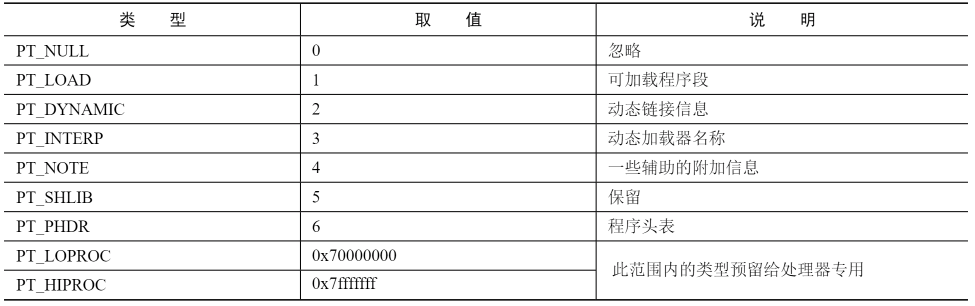 类 型 取 值 说 明
PT_NULL 0 忽略
PT_LOAD 1 可加载程序段
PT_DYNAMIC 2 动态链接信息
PT_INTERP 3 动态加载器名称
PT_NOTE 4 一些辅助的附加信息
PT_SHLIB 5 保留
PT_PHDR 6 程序头表
PT_LOPROC 0x70000000 此范围内的类型预留给处理器专用
PT_HIPROC 0x7fffffff